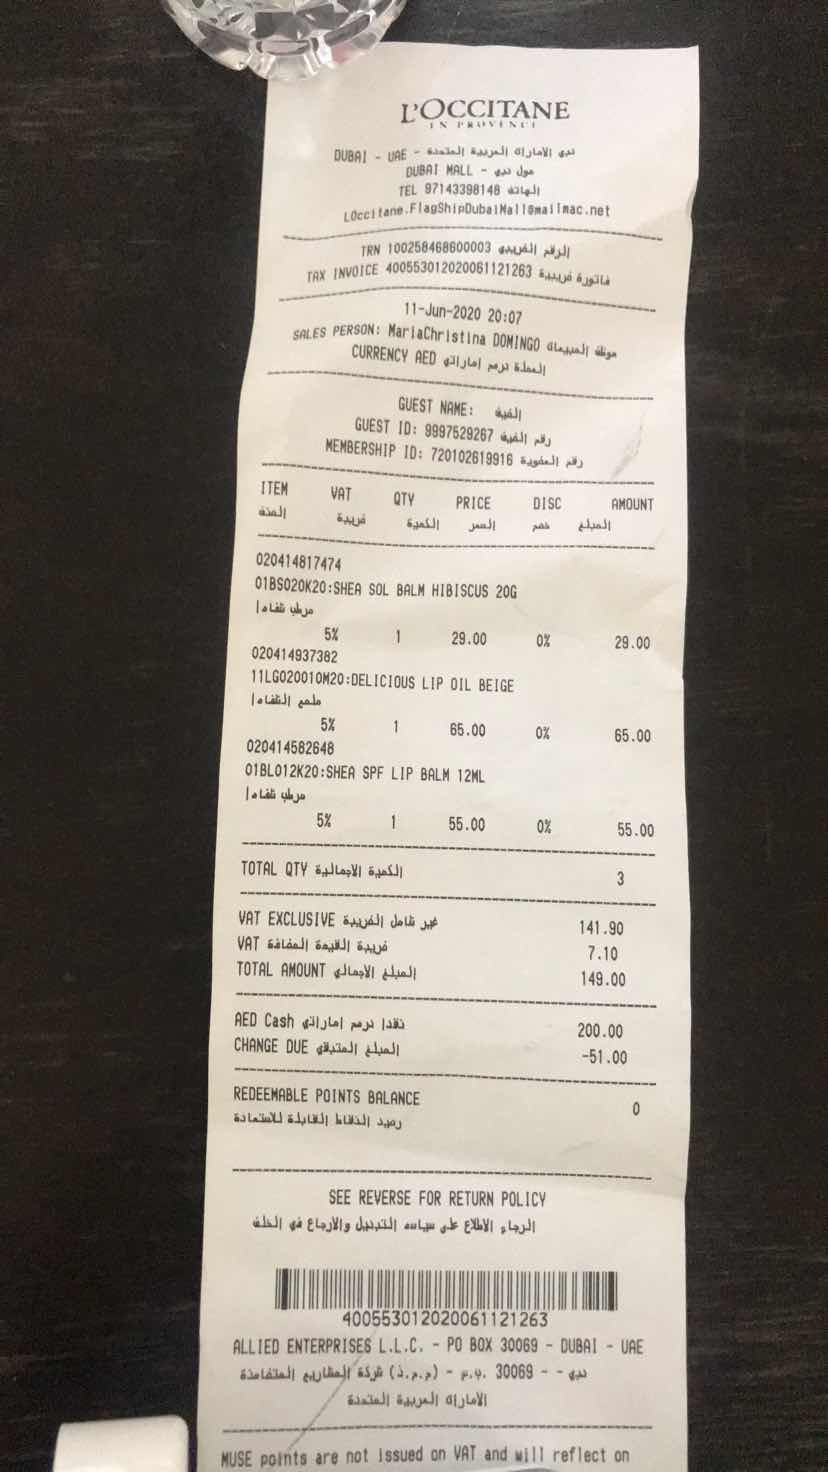 L'OCCITANE
EN PROVENCE
DUBAI - UAE - دبي الامارات العربية المتحدة
DUBAI MALL - مول دبي
TEL 97143398148 الهاتف
LOccitane.FlagShipDubaiMall@mailmac.net
TRN 100258468600003 الرقم الضريبي
TAX INVOICE 400553012020061121263 فاتورة ضريبية
11-Jun-2020 20:07
SALES PERSON: MariaChristina DOMINGO موظف المبيعات
CURRENCY AED العملة درهم إماراتي
GUEST NAME: الضيف
GUEST ID: 9997529267 رقم الضيف
MEMBERSHIP ID: 720102619916 رقم العضوية
ITEM VAT QTY PRICE DISC AMOUNT
الصنف ضريبة الكمية السعر خصم المبلغ
020414817474
01BS020K20:SHEA SOL BALM HIBISCUS 20G
مرطب شفاه
5% 1 29.00 0% 29.00
020414937382
11LG020010M20:DELICIOUS LIP OIL BEIGE
ملمع الشفاه
5% 1 65.00 0% 65.00
020414582648
01BL012K20:SHEA SPF LIP BALM 12ML
مرطب شفاه
5% 1 55.00 0% 55.00
TOTAL QTY الكمية الاجمالية 3
VAT EXCLUSIVE غير شامل الضريبة 141.90
VAT ضريبة القيمة المضافة 7.10
TOTAL AMOUNT المبلغ الاجمالي 149.00
AED Cash نقدا درهم إماراتي 200.00
CHANGE DUE المبلغ المتبقي -51.00
REDEEMABLE POINTS BALANCE 0
رصيد النقاط القابلة للاستعادة
SEE REVERSE FOR RETURN POLICY
الرجاء الاطلاع على سياسه التبديل والارجاع في الخلف
400553012020061121263
ALLIED ENTERPRISES L.L.C. - PO BOX 30069 - DUBAI - UAE
شركة المشاريع المتضامنة (ذ.م.م) - ص.ب. 30069 - - دبي
الامارات العربية المتحدة
MUSE points are not issued on VAT and will reflect on